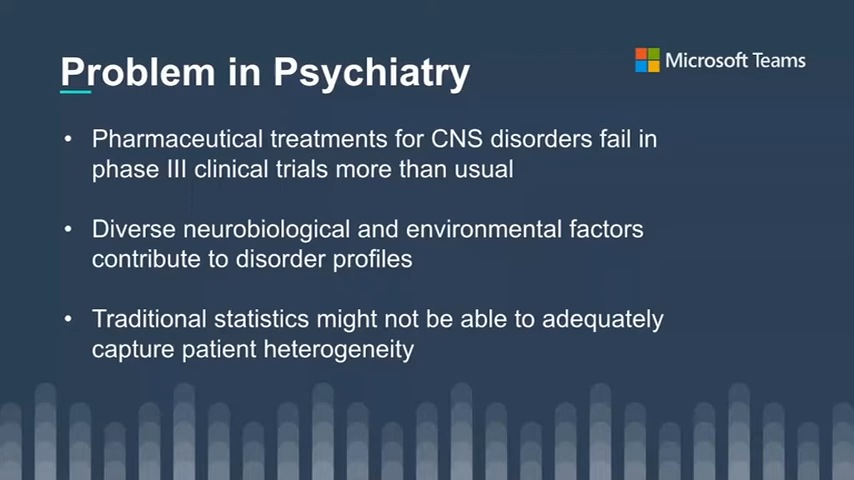 Problem in Psychiatry
Microsoft Teams
• Pharmaceutical treatments for CNS disorders fail in
phase III clinical trials more than usual
• Diverse neurobiological and environmental factors
contribute to disorder profiles
• Traditional statistics might not be able to adequately
capture patient heterogeneity